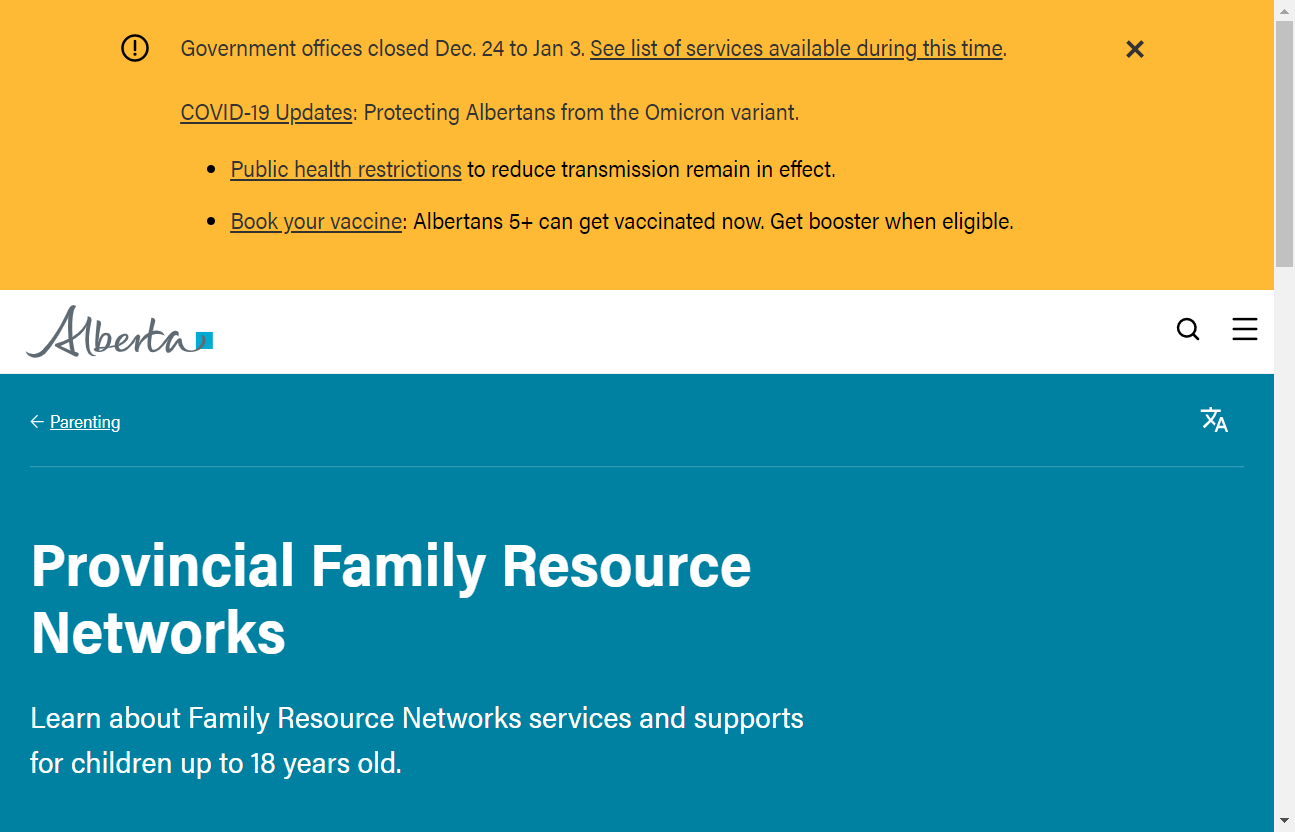 Government offices closed Dec. 24 to Jan 3. See list of services available during this time.
COVID-19 Updates: Protecting Albertans from the Omicron variant.
Public health restrictions to reduce transmission remain in effect.
Book your vaccine: Albertans 5+ can get vaccinated now. Get booster when eligible.
Alberta
Parenting
Provincial Family Resource
Networks
Learn about Family Resource Networks services and supports
for children up to 18 years old.